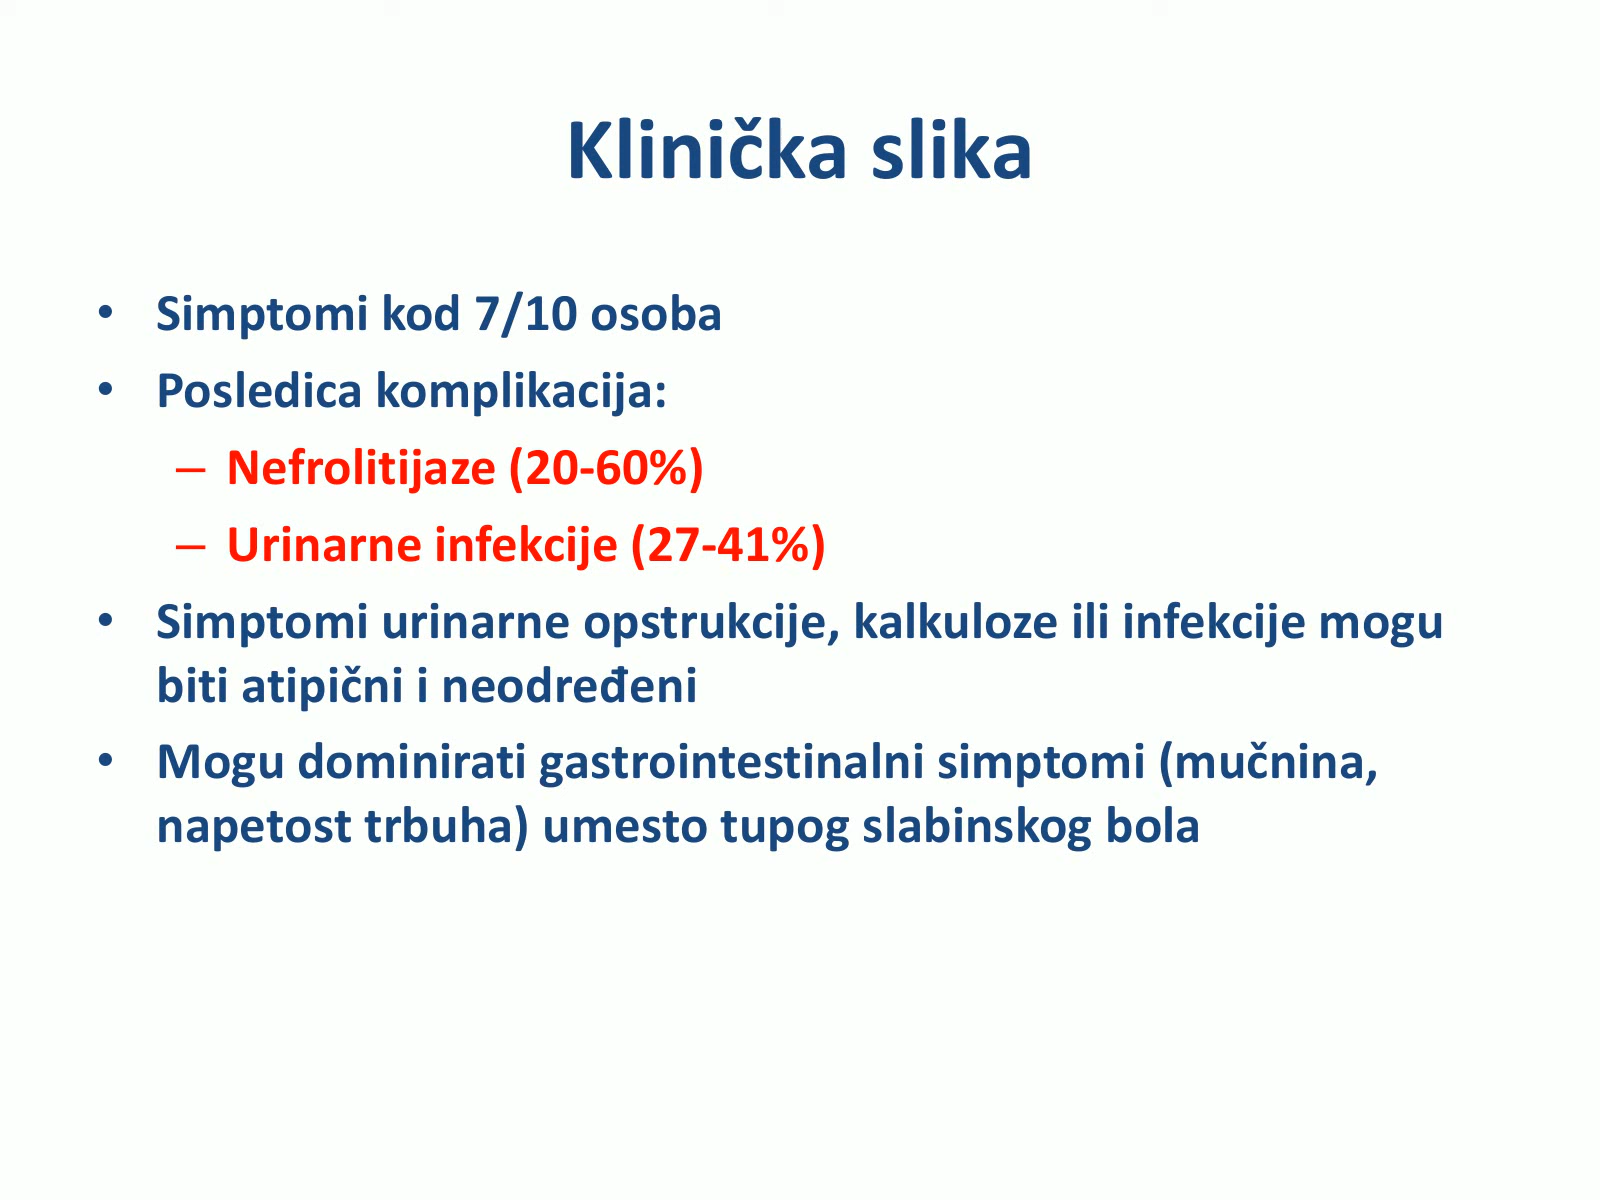 Klinička slika
• Simptomi kod 7/10 osoba
• Posledica komplikacija:
– Nefrolitijaze (20-60%)
– Urinarne infekcije (27-41%)
• Simptomi urinarne opstrukcije, kalkuloze ili infekcije mogu
biti atipični i neodređeni
• Mogu dominirati gastrointestinalni simptomi (mučnina,
napetost trbuha) umesto tupog slabinskog bola